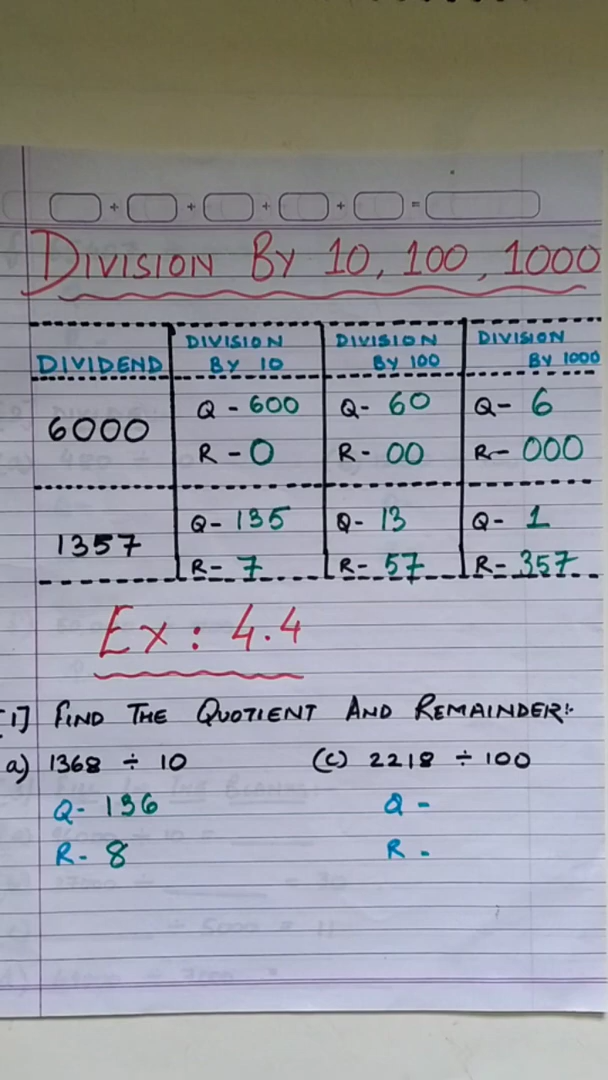 + + + + =
DIVISION BY 10, 100, 1000
DIVIDEND DIVISION BY 10 DIVISION BY 100 DIVISION BY 1000
6000 Q - 600 Q - 60 Q - 6
R - 0 R - 00 R - 000
1357 Q - 135 Q - 13 Q - 1
R - 7 R - 57 R - 357
Ex : 4.4
1] FIND THE QUOTIENT AND REMAINDER:-
a) 1368 ÷ 10 (C) 2218 ÷ 100
Q - 136 Q -
R - 8 R -